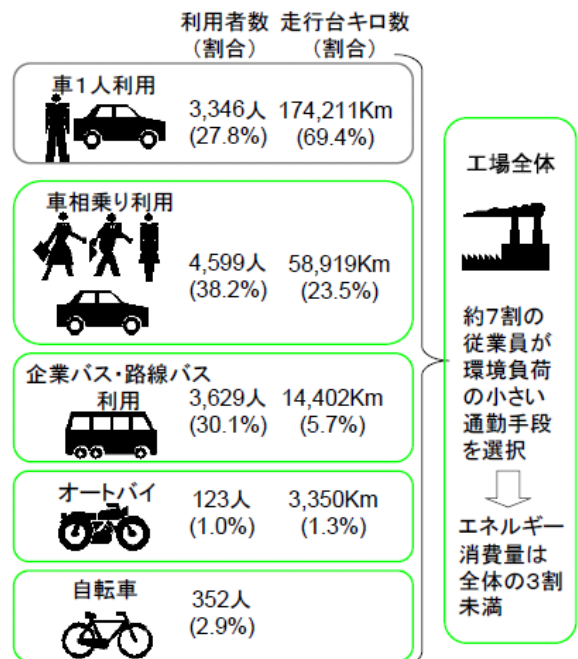 利用者数 走行台キロ数
(割合) (割合)
車1人利用
3,346人 174,211Km
(27.8%) (69.4%)
車相乗り利用
4,599人 58,919Km
(38.2%) (23.5%)
企業バス・路線バス
利用 3,629人 14,402Km
(30.1%) (5.7%)
オートバイ 123人 3,350Km
(1.0%) (1.3%)
自転車 352人
(2.9%)
工場全体
約7割の
従業員が
環境負荷
の小さい
通勤手段
を選択
エネルギー
消費量は
全体の3割
未満